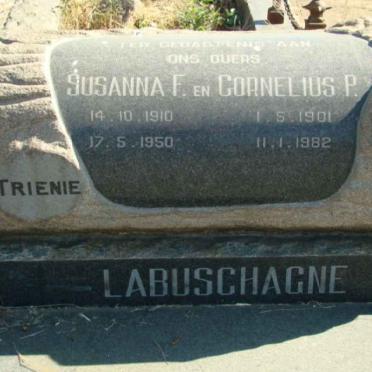 TER GEDAGTENIS AAN
ONS OUERS
SUSANNA F. EN CORNELIUS P.
14.10.1910 1.5.1901
17.5.1950 11.1.1982
TRIENIE
LABUSCHAGNE